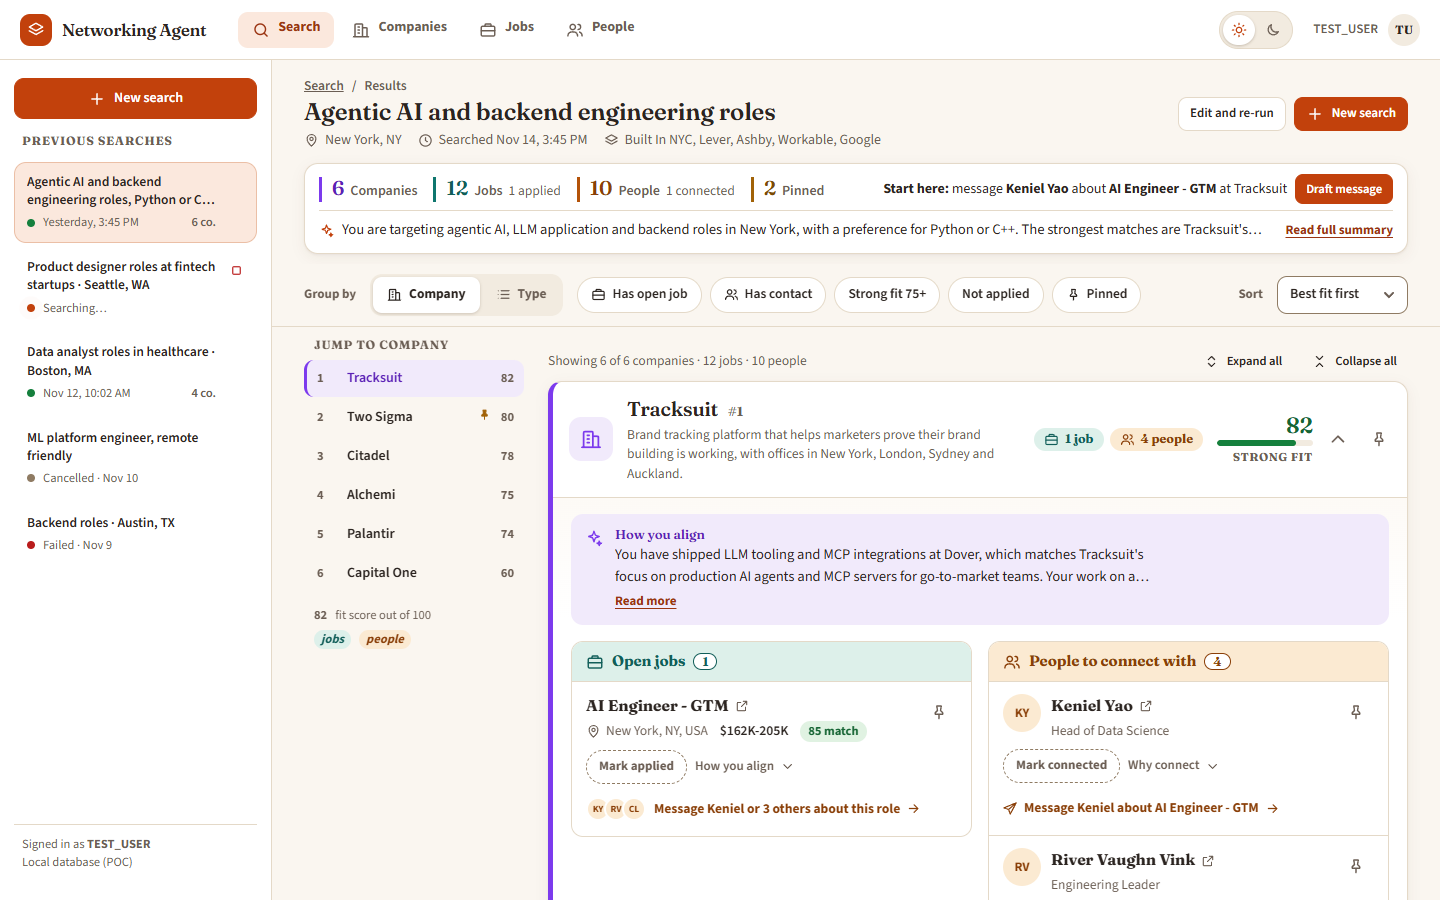 Networking Agent
Search
Companies
Jobs
People
TEST_USER
TU
New search
PREVIOUS SEARCHES
Agentic AI and backend
engineering roles, Python or C…
Yesterday, 3:45 PM
6 co.
Product designer roles at fintech
startups · Seattle, WA
Searching…
Data analyst roles in healthcare ·
Boston, MA
Nov 12, 10:02 AM
4 co.
ML platform engineer, remote
friendly
Cancelled · Nov 10
Backend roles · Austin, TX
Failed · Nov 9
Signed in as TEST_USER
Local database (POC)
Search / Results
Agentic AI and backend engineering roles
New York, NY
Searched Nov 14, 3:45 PM
Built In NYC, Lever, Ashby, Workable, Google
Edit and re-run
New search
6 Companies
12 Jobs 1 applied
10 People 1 connected
2 Pinned
Start here: message Keniel Yao about AI Engineer - GTM at Tracksuit
Draft message
You are targeting agentic AI, LLM application and backend roles in New York, with a preference for Python or C++. The strongest matches are Tracksuit's…
Read full summary
Group by
Company
Type
Has open job
Has contact
Strong fit 75+
Not applied
Pinned
Sort
Best fit first
JUMP TO COMPANY
1 Tracksuit 82
2 Two Sigma 80
3 Citadel 78
4 Alchemi 75
5 Palantir 74
6 Capital One 60
82 fit score out of 100
jobs
people
Showing 6 of 6 companies · 12 jobs · 10 people
Expand all
Collapse all
Tracksuit #1
Brand tracking platform that helps marketers prove their brand
building is working, with offices in New York, London, Sydney and
Auckland.
1 job
4 people
82
STRONG FIT
How you align
You have shipped LLM tooling and MCP integrations at Dover, which matches Tracksuit's
focus on production AI agents and MCP servers for go-to-market teams. Your work on a…
Read more
Open jobs 1
AI Engineer - GTM
New York, NY, USA
$162K-205K
85 match
Mark applied
How you align
KY RV CL
Message Keniel or 3 others about this role →
People to connect with 4
KY
Keniel Yao
Head of Data Science
Mark connected
Why connect
Message Keniel about AI Engineer - GTM →
RV
River Vaughn Vink
Engineering Leader